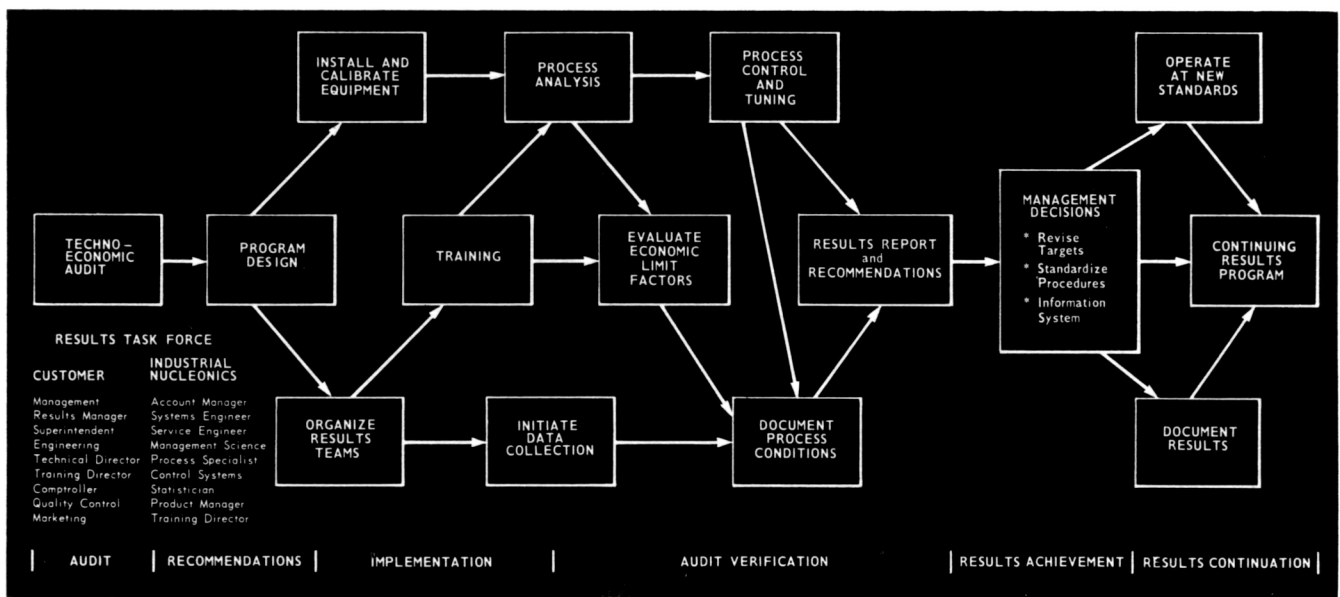 INSTALL AND
CALIBRATE
EQUIPMENT
PROCESS
ANALYSIS
PROCESS
CONTROL
AND
TUNING
OPERATE
AT NEW
STANDARDS
TECHNO-
ECONOMIC
AUDIT
PROGRAM
DESIGN
TRAINING
EVALUATE
ECONOMIC
LIMIT
FACTORS
RESULTS REPORT
and
RECOMMENDATIONS
MANAGEMENT
DECISIONS
* Revise
Targets
* Standardize
Procedures
* Information
System
CONTINUING
RESULTS
PROGRAM
ORGANIZE
RESULTS
TEAMS
INITIATE
DATA
COLLECTION
DOCUMENT
PROCESS
CONDITIONS
DOCUMENT
RESULTS
RESULTS TASK FORCE
CUSTOMER
Management
Results Manager
Superintendent
Engineering
Technical Director
Training Director
Comptroller
Quality Control
Marketing
INDUSTRIAL
NUCLEONICS
Account Manager
Systems Engineer
Service Engineer
Management Science
Process Specialist
Control Systems
Statistician
Product Manager
Training Director
| AUDIT | RECOMMENDATIONS | IMPLEMENTATION | AUDIT VERIFICATION | RESULTS ACHIEVEMENT | RESULTS CONTINUATION |